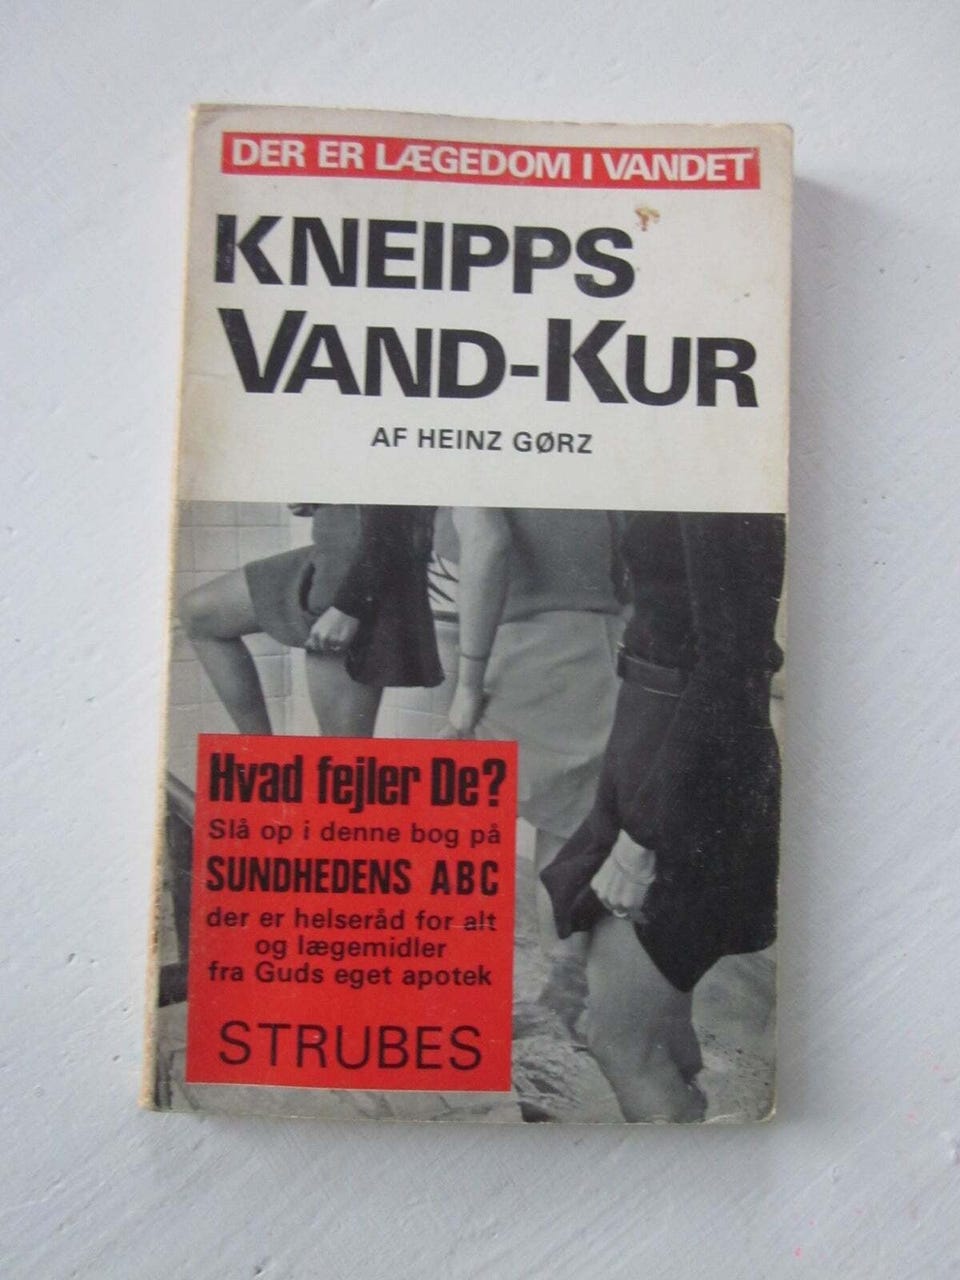 DER ER LÆGEDOM I VANDET
KNEIPPS
VAND-KUR
AF HEINZ GØRZ
Hvad fejler De?
Slå op i denne bog på
SUNDHEDENS ABC
der er helseråd for alt
og lægemidler
fra Guds eget apotek
STRUBES